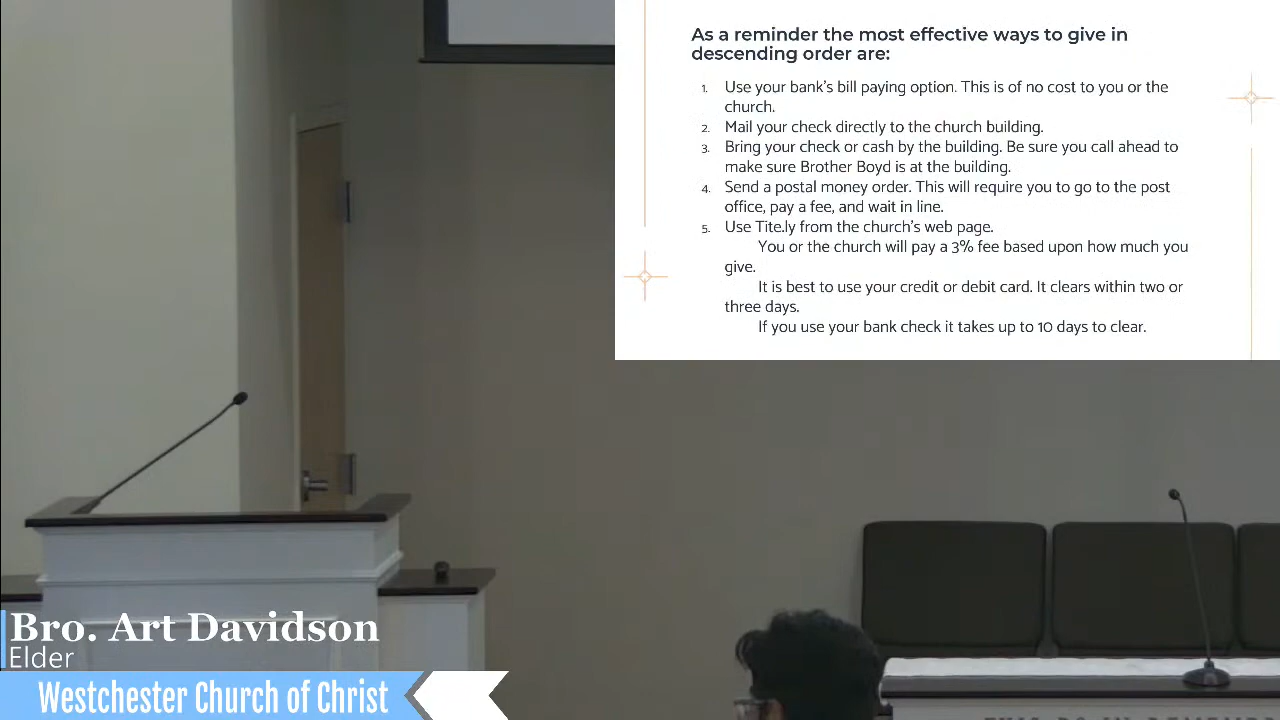 As a reminder the most effective ways to give in
descending order are:
1. Use your bank's bill paying option. This is of no cost to you or the
church.
2. Mail your check directly to the church building.
3. Bring your check or cash by the building. Be sure you call ahead to
make sure Brother Boyd is at the building.
4. Send a postal money order. This will require you to go to the post
office, pay a fee, and wait in line.
5. Use Tite.ly from the church's web page.
You or the church will pay a 3% fee based upon how much you
give.
It is best to use your credit or debit card. It clears within two or
three days.
If you use your bank check it takes up to 10 days to clear.
Bro. Art Davidson
Elder
Westchester Church of Christ